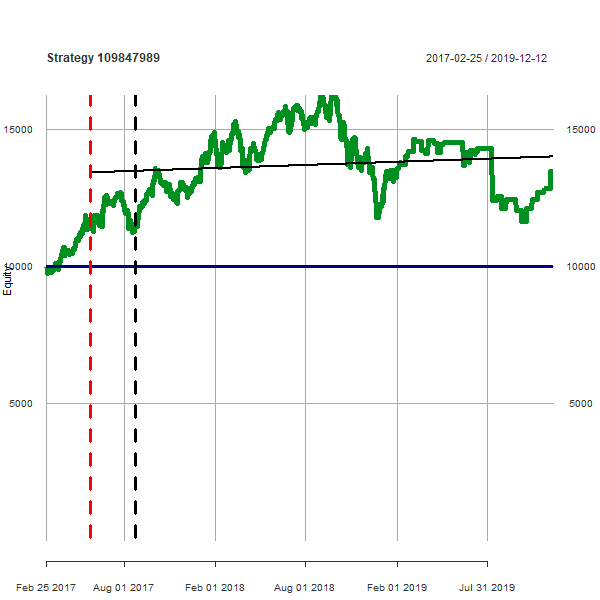 Strategy 109847989
2017-02-25 / 2019-12-12
15000
15000
10000
10000
Equity
5000
5000
Feb 25 2017
Aug 01 2017
Feb 01 2018
Aug 01 2018
Feb 01 2019
Jul 31 2019